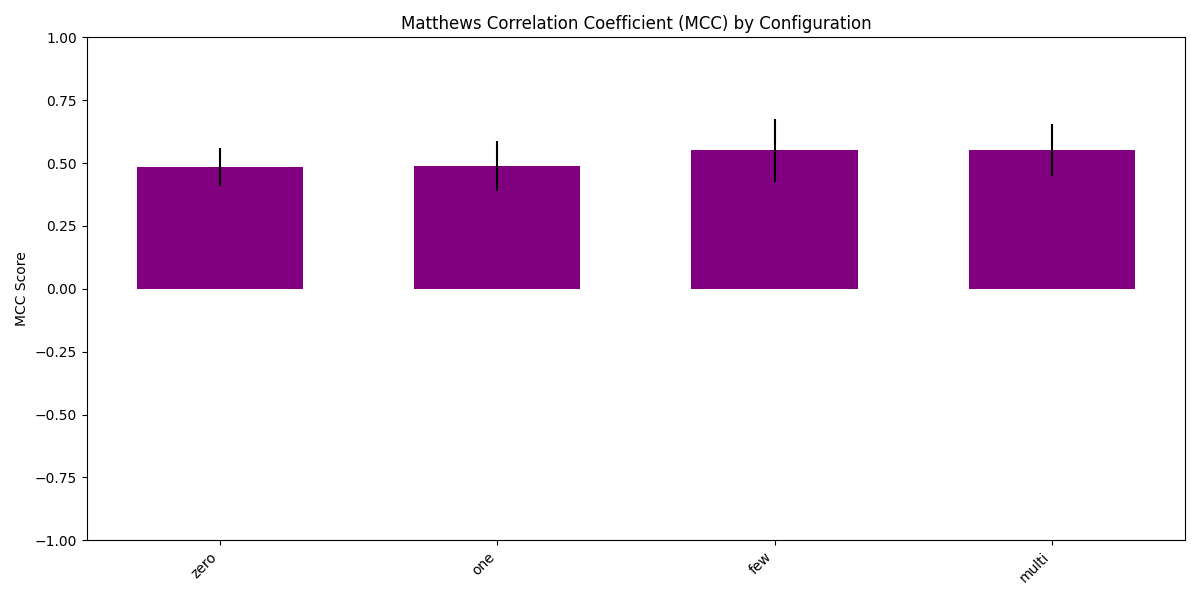 Matthews Correlation Coefficient (MCC) by Configuration
MCC Score
1.00
0.75
0.50
0.25
0.00
−0.25
−0.50
−0.75
−1.00
zero
one
few
multi